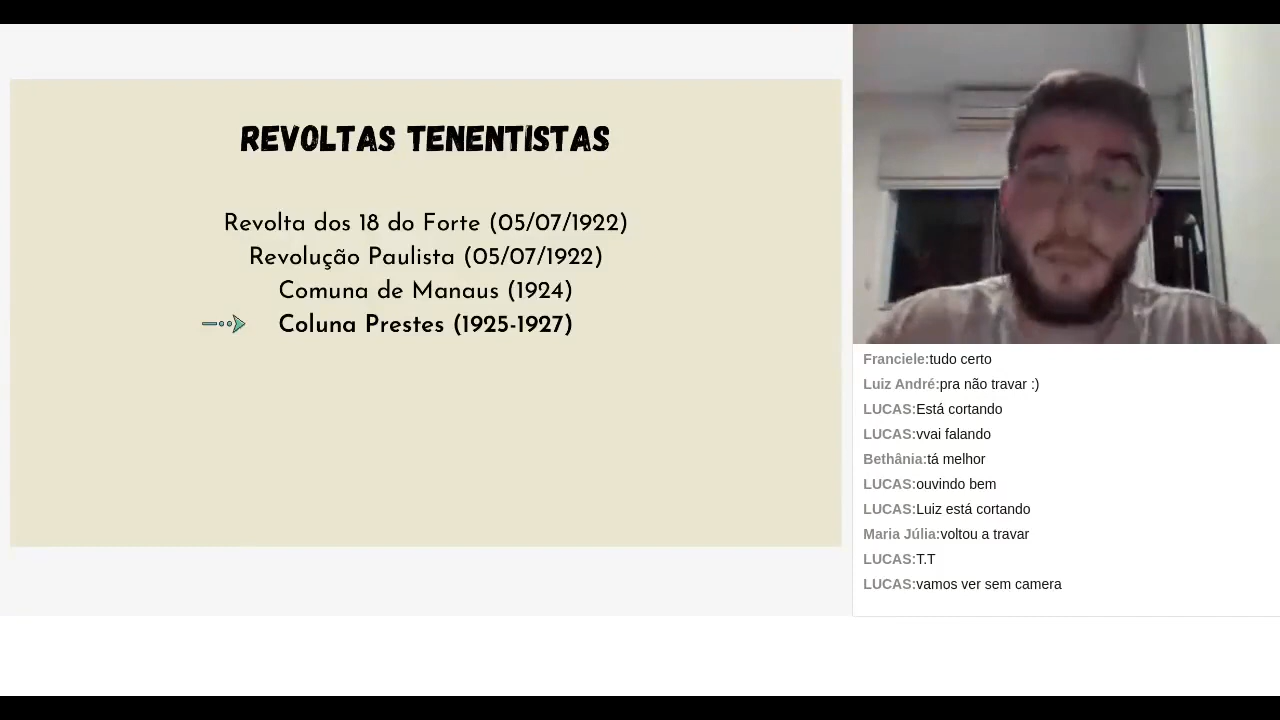 REVOLTAS TENENTISTAS
Revolta dos 18 do Forte (05/07/1922)
Revolução Paulista (05/07/1922)
Comuna de Manaus (1924)
Coluna Prestes (1925-1927)
Franciele:tudo certo
Luiz André:pra não travar :)
LUCAS:Está cortando
LUCAS:vvai falando
Bethânia:tá melhor
LUCAS:ouvindo bem
LUCAS:Luiz está cortando
Maria Júlia:voltou a travar
LUCAS:T.T
LUCAS:vamos ver sem camera